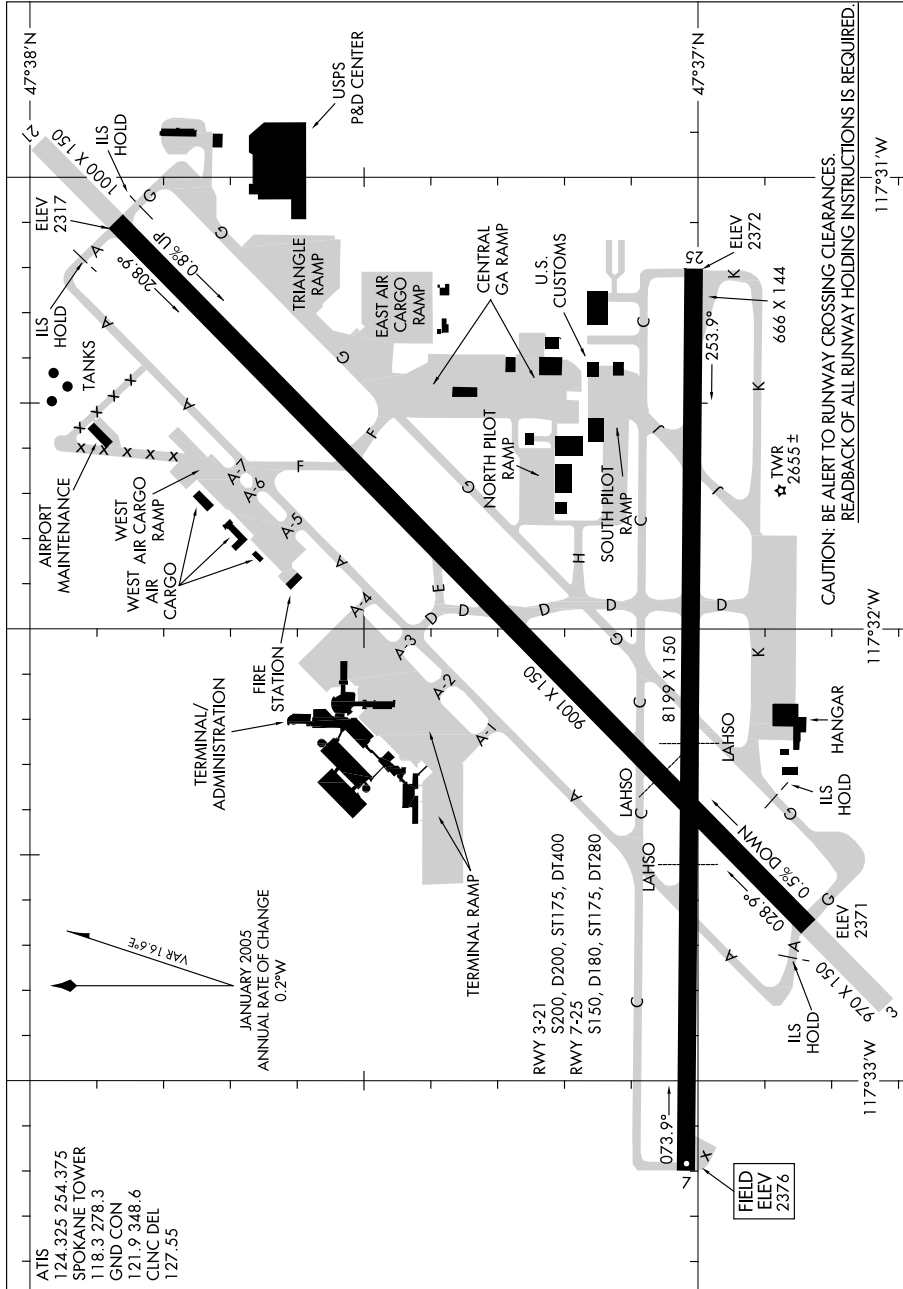 ATIS
124.325 254.375
SPOKANE TOWER
118.3 278.3
GND CON
121.9 348.6
CLNC DEL
127.55
JANUARY 2005
ANNUAL RATE OF CHANGE
0.2°W
VAR 16.6°E
47°38'N
TERMINAL/
ADMINISTRATION
FIRE
STATION
WEST
AIR
CARGO
WEST
AIR CARGO
RAMP
AIRPORT
MAINTENANCE
TANKS
X X X X X
X X X X
ILS
HOLD
ELEV
2317
21
1000 X 150
ILS
HOLD
A
G
USPS
P&D CENTER
208.9°
0.8% UP
G
TRIANGLE
RAMP
EAST AIR
CARGO
RAMP
G
A
A
A-7
A-6
A-5
F
F
A
A-4
A-3
A-2
A-1
E
D
D
D
D
D
G
H
G
CENTRAL
GA RAMP
U.S.
CUSTOMS
NORTH PILOT
RAMP
SOUTH PILOT
RAMP
TERMINAL RAMP
9001 X 150
A
RWY 3-21
S200, D200, ST175, DT400
RWY 7-25
S150, D180, ST175, DT280
LAHSO
LAHSO
LAHSO
C
C
C
C
C
J
J
8199 X 150
073.9°
7
X
FIELD
ELEV
2376
253.9°
25
ELEV
2372
47°37'N
666 X 144
K
K
K
TWR
2655 ±
HANGAR
ILS
HOLD
G
0.5% DOWN
028.9°
A
A
G
ELEV
2371
ILS
HOLD
970 X 150
3
CAUTION: BE ALERT TO RUNWAY CROSSING CLEARANCES.
READBACK OF ALL RUNWAY HOLDING INSTRUCTIONS IS REQUIRED.
117°33'W
117°32'W
117°31'W